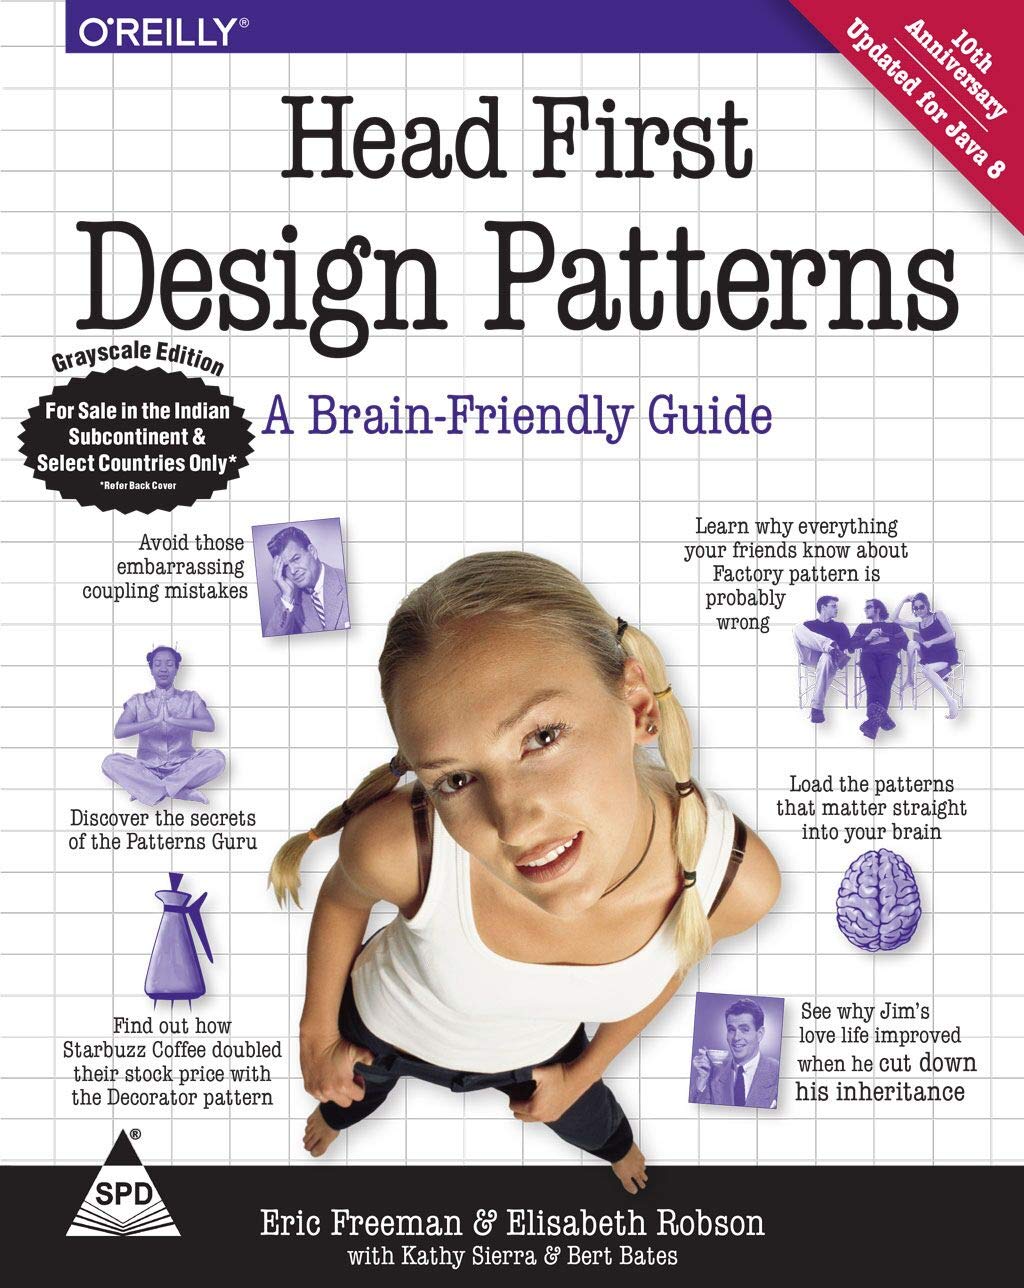 O'REILLY®
10th
Anniversary
Updated for Java 8
Head First
Design Patterns
Grayscale Edition
For Sale in the Indian
Subcontinent &
Select Countries Only*
*Refer Back Cover
A Brain-Friendly Guide
Avoid those
embarrassing
coupling mistakes
Learn why everything
your friends know about
Factory pattern is
probably
wrong
Discover the secrets
of the Patterns Guru
Load the patterns
that matter straight
into your brain
Find out how
Starbuzz Coffee doubled
their stock price with
the Decorator pattern
See why Jim's
love life improved
when he cut down
his inheritance
®
SPD
Eric Freeman & Elisabeth Robson
with Kathy Sierra & Bert Bates